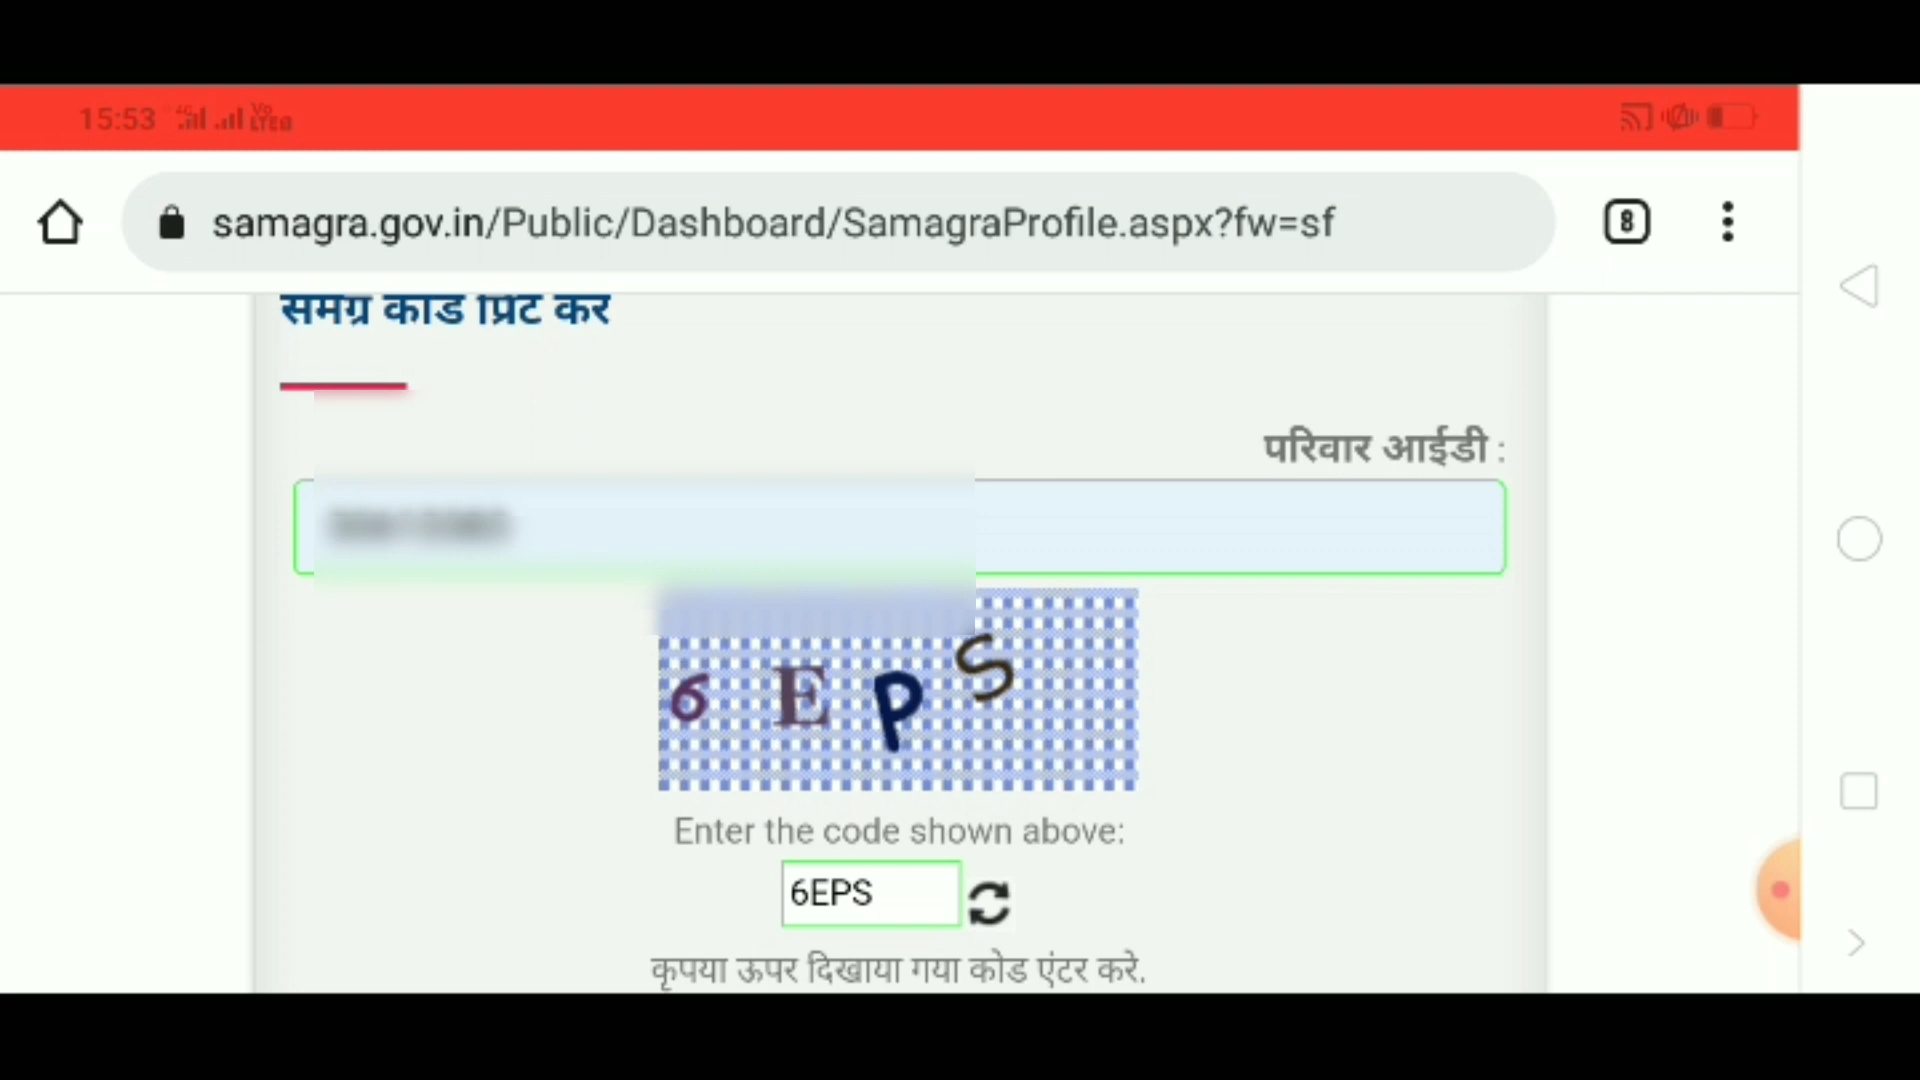 15:53
samagra.gov.in/Public/Dashboard/SamagraProfile.aspx?fw=sf
8
समग्र कार्ड प्रिंट करें
परिवार आईडी :
6 E P S
Enter the code shown above:
6EPS
कृपया ऊपर दिखाया गया कोड एंटर करे.